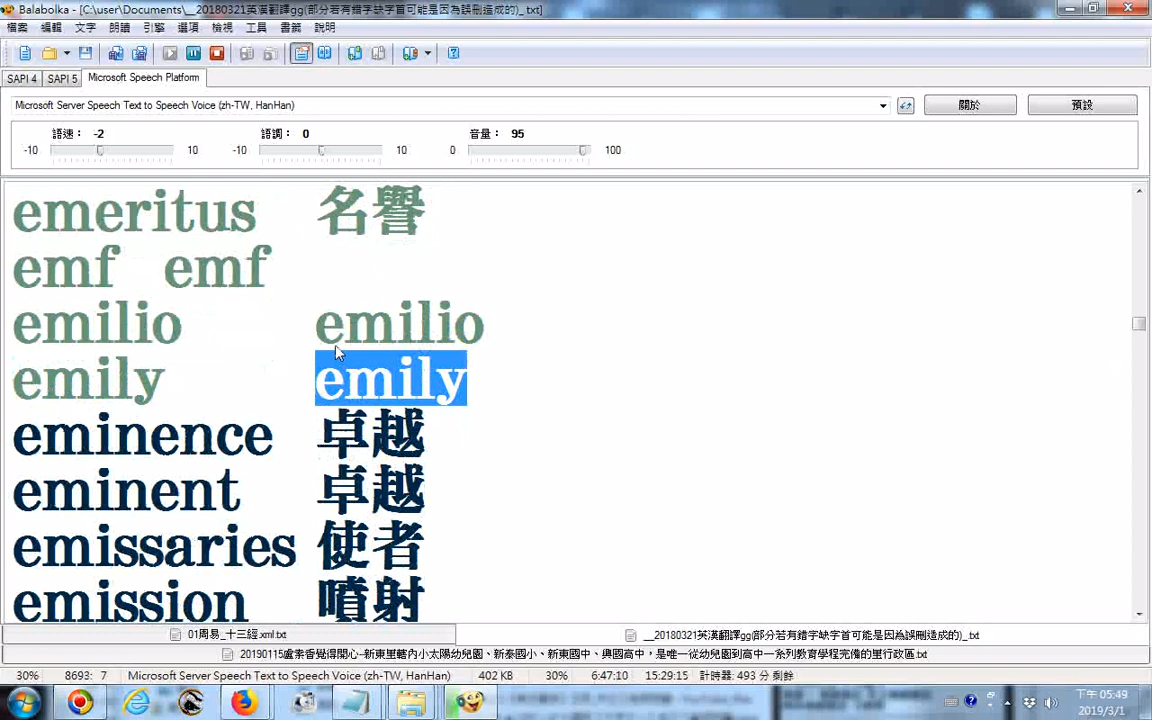 Balabolka - [C:\user\Documents\__20180321英漢翻譯gg(部分若有錯字缺字首可能是因為誤刪造成的)_.txt]
檔案 編輯 文字 朗讀 引擎 選項 檢視 工具 書籤 說明
SAPI 4 SAPI 5 Microsoft Speech Platform
Microsoft Server Speech Text to Speech Voice (zh-TW, HanHan) 關於 預設
語速： -2 語調： 0 音量： 95
-10 10 -10 10 0 100
emeritus 名譽
emf emf
emilio emilio
emily emily
eminence 卓越
eminent 卓越
emissaries 使者
emission 噴射
01周易_十三經.xml.txt __20180321英漢翻譯gg(部分若有錯字缺字首可能是因為誤刪造成的)_.txt
20190115盧素香覺得開心-新東里轄內小太陽幼兒園、新泰國小、新東國中、興國高中，是唯一從幼兒園到高中一系列教育學程完備的里行政區.txt
30% 8693: 7 Microsoft Server Speech Text to Speech Voice (zh-TW, HanHan) 402 KB 30% 6:47:10 15:29:15 計時器: 493 分 剩餘
下午 05:49
2019/3/1